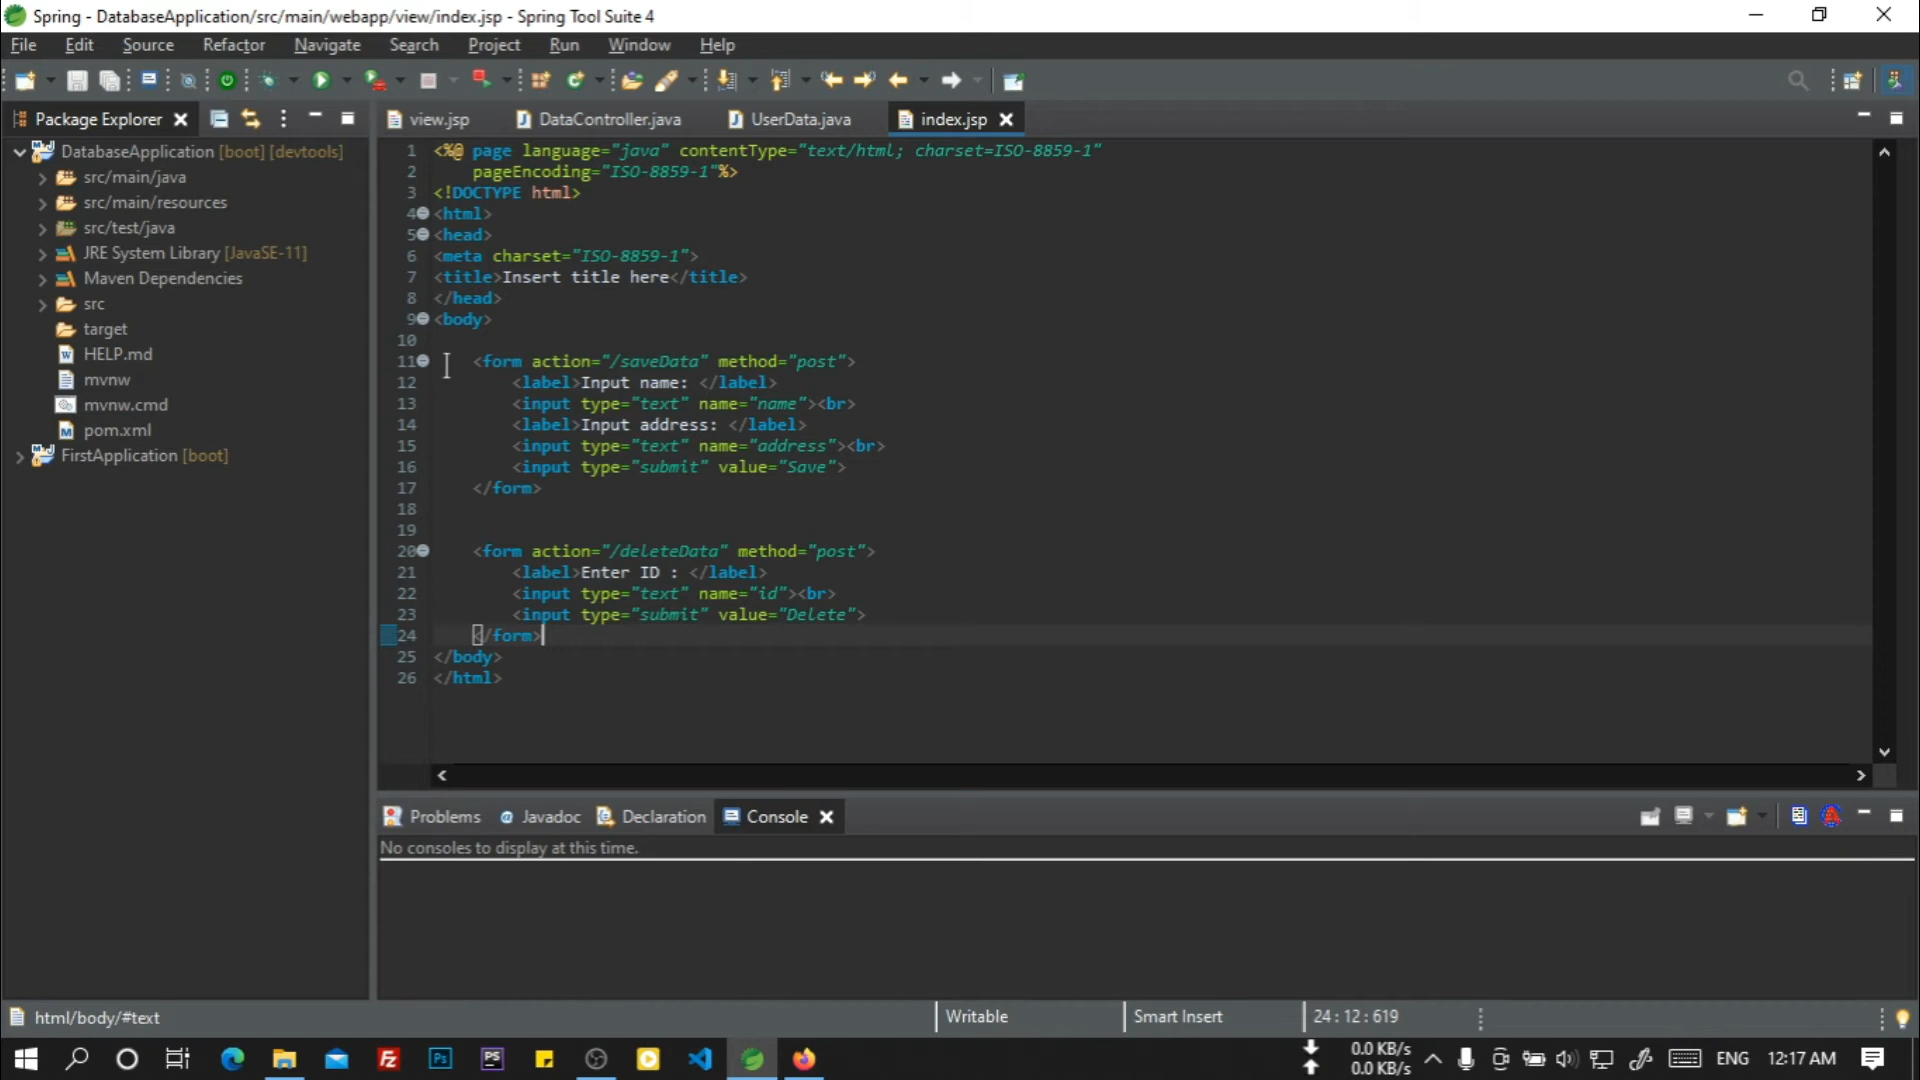 Spring - DatabaseApplication/src/main/webapp/view/index.jsp - Spring Tool Suite 4
File Edit Source Refactor Navigate Search Project Run Window Help
Package Explorer
view.jsp DataController.java UserData.java index.jsp
DatabaseApplication [boot] [devtools]
src/main/java
src/main/resources
src/test/java
JRE System Library [JavaSE-11]
Maven Dependencies
src
target
HELP.md
mvnw
mvnw.cmd
pom.xml
FirstApplication [boot]
1 <%@ page language="java" contentType="text/html; charset=ISO-8859-1"
2 pageEncoding="ISO-8859-1"%>
3 <!DOCTYPE html>
4 <html>
5 <head>
6 <meta charset="ISO-8859-1">
7 <title>Insert title here</title>
8 </head>
9 <body>
10
11 <form action="/saveData" method="post">
12 <label>Input name: </label>
13 <input type="text" name="name"><br>
14 <label>Input address: </label>
15 <input type="text" name="address"><br>
16 <input type="submit" value="Save">
17 </form>
18
19
20 <form action="/deleteData" method="post">
21 <label>Enter ID : </label>
22 <input type="text" name="id"><br>
23 <input type="submit" value="Delete">
24 </form>
25 </body>
26 </html>
Problems @ Javadoc Declaration Console
No consoles to display at this time.
html/body/#text Writable Smart Insert 24 : 12 : 619
0.0 KB/s
0.0 KB/s
ENG 12:17 AM